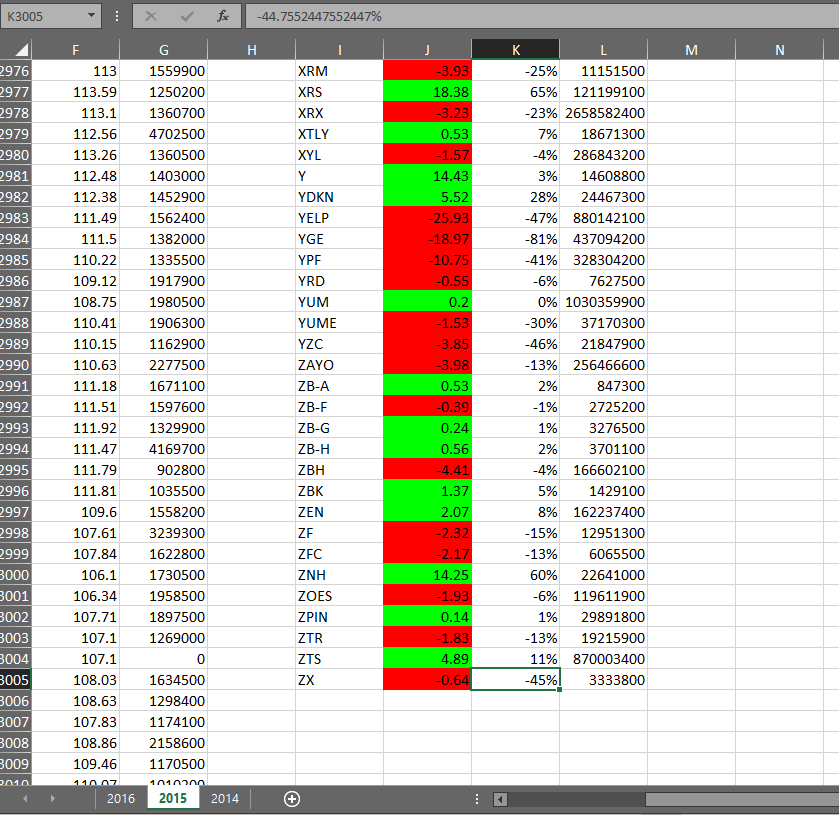 K3005 fx -44.7552447552447%
F G H I J K L M N
2976 113 1559900 XRM -3.93 -25% 11151500
2977 113.59 1250200 XRS 18.38 65% 121199100
2978 113.1 1360700 XRX -3.23 -23% 2658582400
2979 112.56 4702500 XTLY 0.53 7% 18671300
2980 113.26 1360500 XYL -1.57 -4% 286843200
2981 112.48 1403000 Y 14.43 3% 14608800
2982 112.38 1452900 YDKN 5.52 28% 24467300
2983 111.49 1562400 YELP -25.93 -47% 880142100
2984 111.5 1382000 YGE -18.97 -81% 437094200
2985 110.22 1335500 YPF -10.75 -41% 328304200
2986 109.12 1917900 YRD -0.55 -6% 7627500
2987 108.75 1980500 YUM 0.2 0% 1030359900
2988 110.41 1906300 YUME -1.53 -30% 37170300
2989 110.15 1162900 YZC -3.85 -46% 21847900
2990 110.63 2277500 ZAYO -3.98 -13% 256466600
2991 111.18 1671100 ZB-A 0.53 2% 847300
2992 111.51 1597600 ZB-F -0.39 -1% 2725200
2993 111.92 1329900 ZB-G 0.24 1% 3276500
2994 111.47 4169700 ZB-H 0.56 2% 3701100
2995 111.79 902800 ZBH -4.41 -4% 166602100
2996 111.81 1035500 ZBK 1.37 5% 1429100
2997 109.6 1558200 ZEN 2.07 8% 162237400
2998 107.61 3239300 ZF -2.32 -15% 12951300
2999 107.84 1622800 ZFC -2.17 -13% 6065500
3000 106.1 1730500 ZNH 14.25 60% 22641000
3001 106.34 1958500 ZOES -1.93 -6% 119611900
3002 107.71 1897500 ZPIN 0.14 1% 29891800
3003 107.1 1269000 ZTR -1.83 -13% 19215900
3004 107.1 0 ZTS 4.89 11% 870003400
3005 108.03 1634500 ZX -0.64 -45% 3333800
3006 108.63 1298400
3007 107.83 1174100
3008 108.86 2158600
3009 109.46 1170500
3010 110.07 1010200
2016 2015 2014